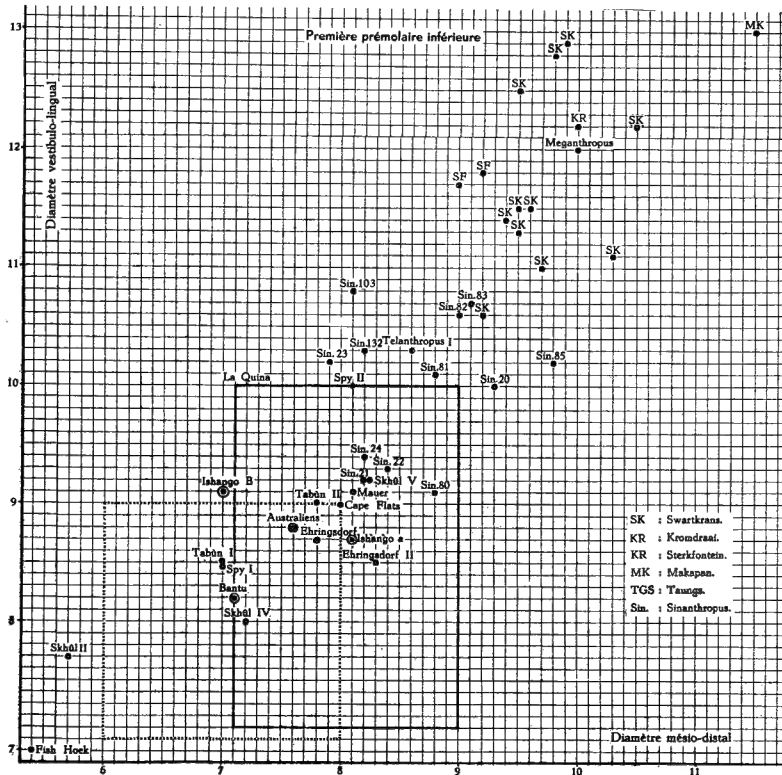 13
MK
Première prémolaire inférieure
SK
SK
SK
Diamètre vestibulo-lingual
KR
SK
12
Meganthropus
SF
SF
SK SK
SK
SK
SK
SK
11
Sin.103
Sin.83
Sin.82 SK
Sin.132 Telanthropus I
Sin. 23
Sin.81
Sin.85
La Quina
Spy II
Sin.20
10
Sin.24
Sin.22
Sin.21
Skhūl V
Ishango B
Mauer
Sin.80
Tabūn II
9
Cape Flats
Australiens
Ehringsdorf
Ishango a
Tabūn I
Ehringsdorf II
Spy I
Bantu
Skhūl IV
8
Skhūl II
SK : Swartkrans.
KR : Kromdraai.
KR : Sterkfontein.
MK : Makapan.
TGS : Taungs.
Sin. : Sinanthropus.
Diamètre mésio-distal
7
Fish Hoek
6 7 8 9 10 11